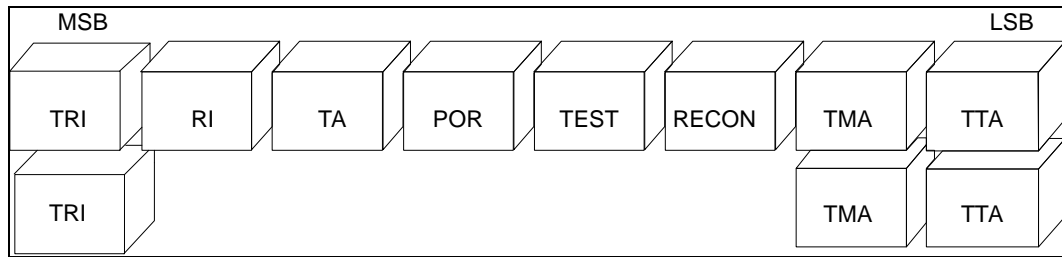 MSB LSB
TRI RI TA POR TEST RECON TMA TTA
TRI TMA TTA